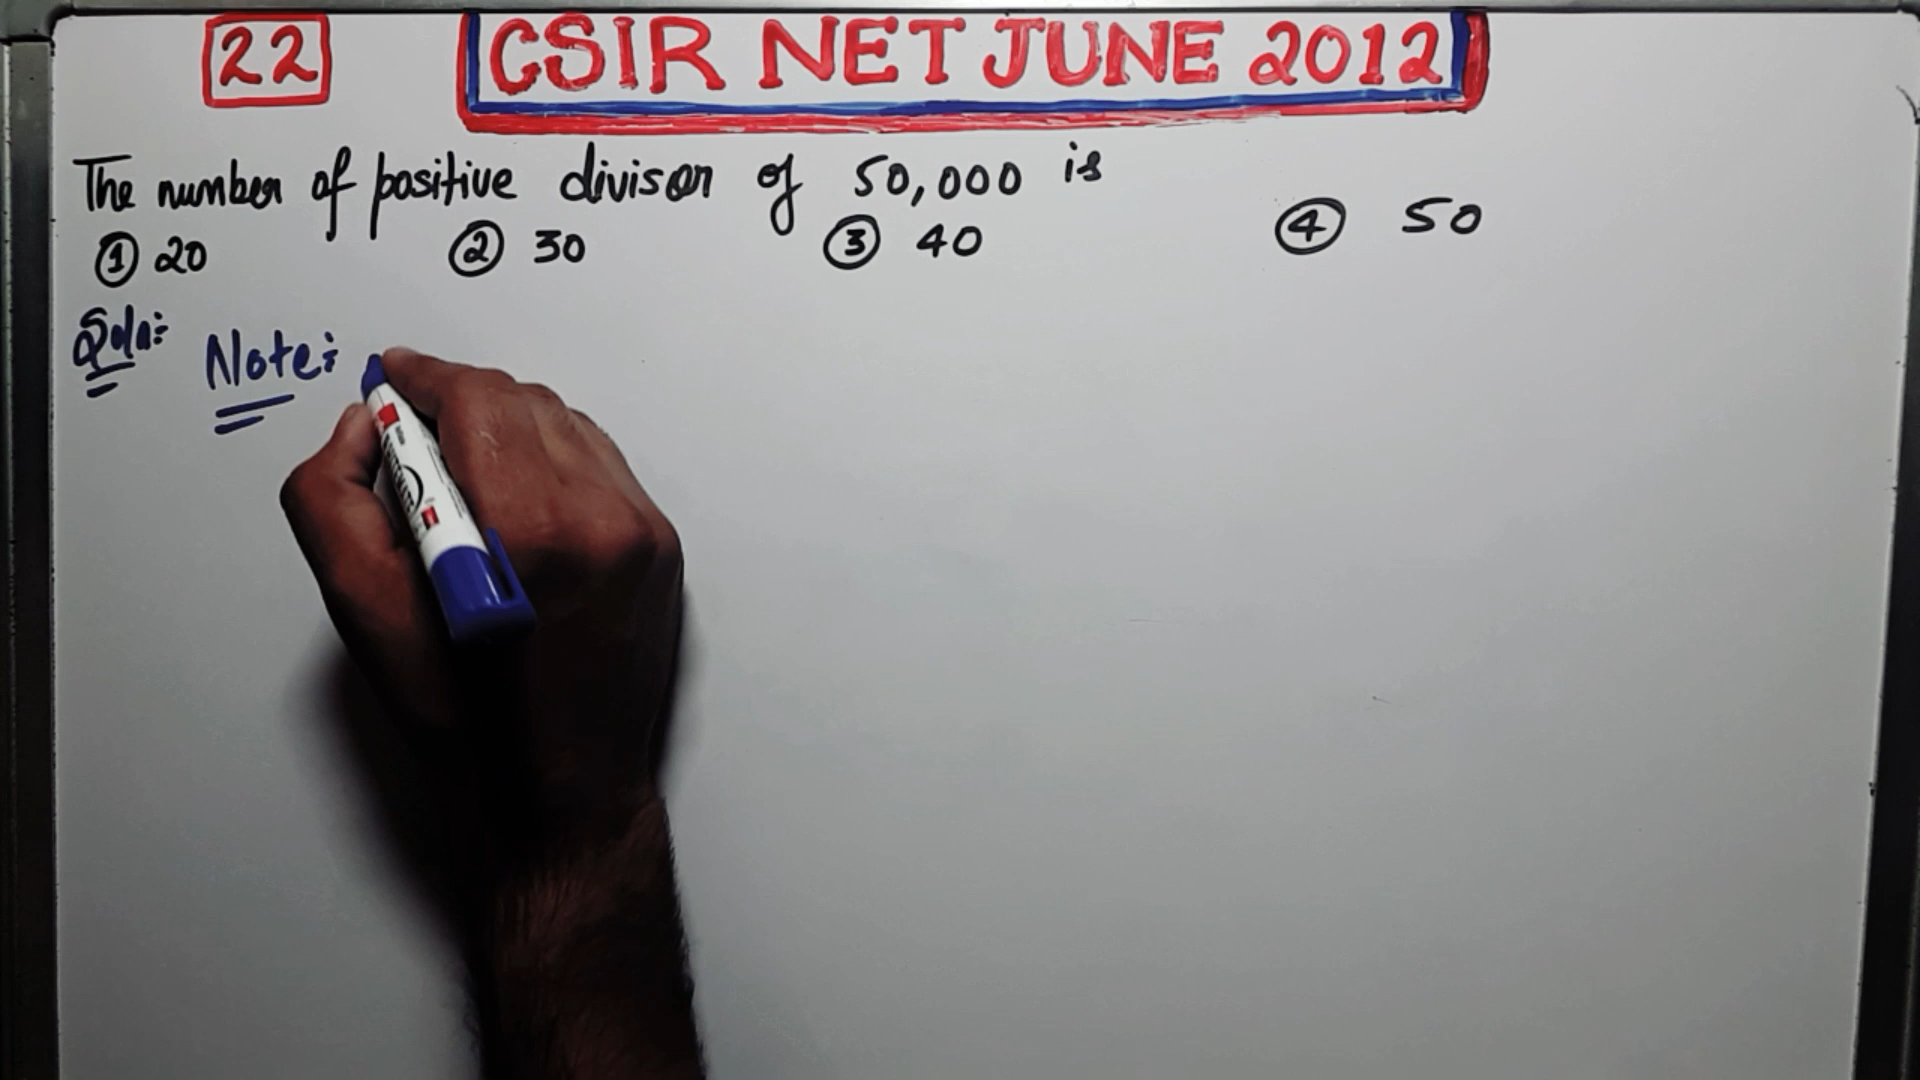 22
CSIR NET JUNE 2012
The number of positive divisor of 50,000 is
① 20 ② 30 ③ 40 ④ 50
Soln:
Note: